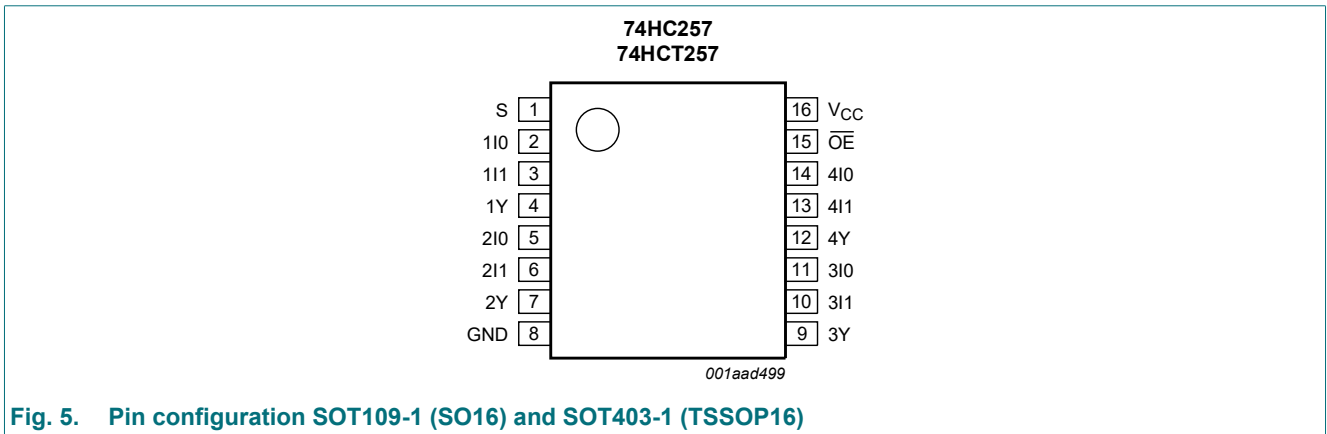 74HC257
74HCT257
S 1 16 VCC
1I0 2 15 OE
1I1 3 14 4I0
1Y 4 13 4I1
2I0 5 12 4Y
2I1 6 11 3I0
2Y 7 10 3I1
GND 8 9 3Y
001aad499
Fig. 5. Pin configuration SOT109-1 (SO16) and SOT403-1 (TSSOP16)